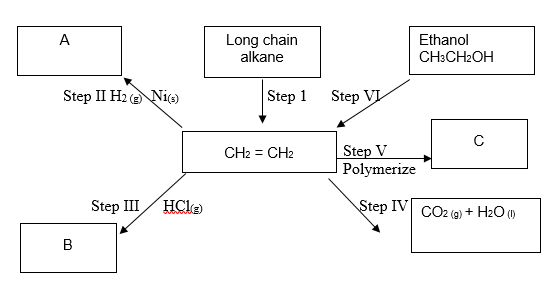 A
Long chain
alkane
Ethanol
CH3CH2OH
Step II H2 (g) Ni(s)
Step 1
Step VI
CH2 = CH2
Step V
Polymerize
C
Step III HCl(g)
Step IV
CO2 (g) + H2O (l)
B